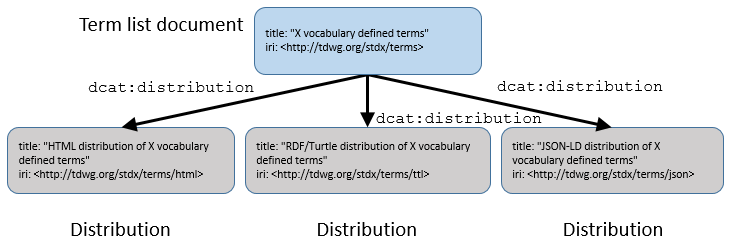 Term list document
title: "X vocabulary defined terms"
iri: <http://tdwg.org/stdx/terms>
dcat:distribution
dcat:distribution
dcat:distribution
title: "HTML distribution of X vocabulary
defined terms"
iri: <http://tdwg.org/stdx/terms/html>
title: "RDF/Turtle distribution of X vocabulary
defined terms"
iri: <http://tdwg.org/stdx/terms/ttl>
title: "JSON-LD distribution of X
vocabulary defined terms"
iri: <http://tdwg.org/stdx/terms/json>
Distribution
Distribution
Distribution